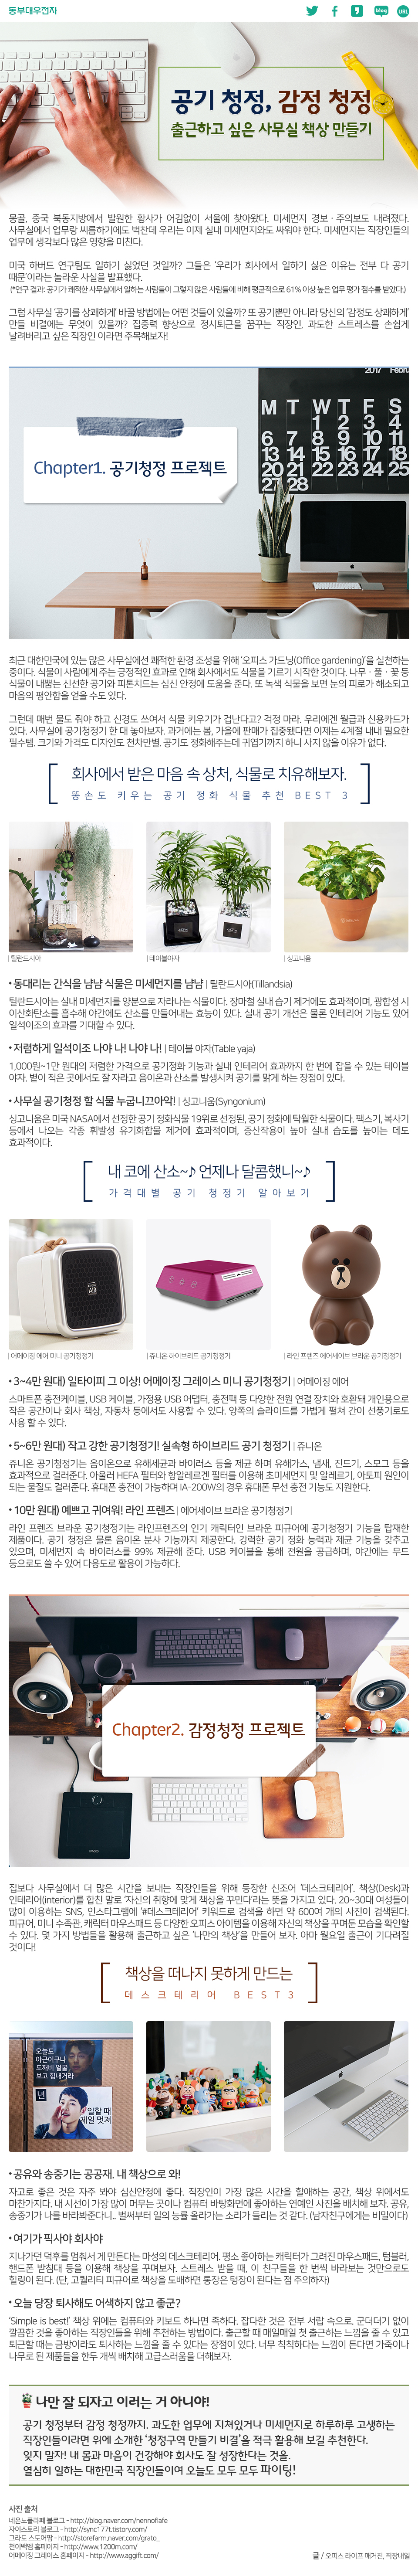 동부대우전자
blog
URL
공기 청정, 감정 청정
출근하고 싶은 사무실 책상 만들기
몽골, 중국 북동지방에서 발원한 황사가 어김없이 서울에 찾아왔다. 미세먼지 경보 · 주의보도 내려졌다.
사무실에서 업무랑 씨름하기에도 벅찬데 우리는 이제 실내 미세먼지와도 싸워야 한다. 미세먼지는 직장인들의
업무에 생각보다 많은 영향을 미친다.
미국 하버드 연구팀도 일하기 싫었던 것일까? 그들은 '우리가 회사에서 일하기 싫은 이유는 전부 다 공기
때문'이라는 놀라운 사실을 발표했다.
(*연구 결과: 공기가 쾌적한 사무실에서 일하는 사람들이 그렇지 않은 사람들에 비해 평균적으로 61% 이상 높은 업무 평가 점수를 받았다.)
그럼 사무실 '공기를 상쾌하게' 바꿀 방법에는 어떤 것들이 있을까? 또 공기뿐만 아니라 당신의 '감정도 상쾌하게'
만들 비결에는 무엇이 있을까? 집중력 향상으로 정시퇴근을 꿈꾸는 직장인, 과도한 스트레스를 손쉽게
날려버리고 싶은 직장인 이라면 주목해보자!
2017 Februa
M T W T F S
1 2 3 4
6 7 8 9 10 11
13 14 15 16 17 18
20 21 22 23 24 25
27 28
Chapter1. 공기청정 프로젝트
최근 대한민국에 있는 많은 사무실에선 쾌적한 환경 조성을 위해 '오피스 가드닝(Office gardening)'을 실천하는
중이다. 식물이 사람에게 주는 긍정적인 효과로 인해 회사에서도 식물을 기르기 시작한 것이다. 나무 · 풀 · 꽃 등
식물이 내뿜는 신선한 공기와 피톤치드는 심신 안정에 도움을 준다. 또 녹색 식물을 보면 눈의 피로가 해소되고
마음의 평안함을 얻을 수도 있다.
그런데 매번 물도 줘야 하고 신경도 쓰여서 식물 키우기가 겁난다고? 걱정 마라. 우리에겐 월급과 신용카드가
있다. 사무실에 공기청정기 한 대 놓아보자. 과거에는 봄, 가을에 판매가 집중됐다면 이제는 4계절 내내 필요한
필수템. 크기와 가격도 디자인도 천차만별. 공기도 정화해주는데 귀엽기까지 하니 사지 않을 이유가 없다.
회사에서 받은 마음 속 상처, 식물로 치유해보자.
똥손도 키우는 공기 정화 식물 추천 BEST 3
| 틸란드시아
| 테이블야자
| 싱고니움
• 동대리는 간식을 냠냠 식물은 미세먼지를 냠냠 | 틸란드시아(Tillandsia)
틸란드시아는 실내 미세먼지를 양분으로 자라나는 식물이다. 장마철 실내 습기 제거에도 효과적이며, 광합성 시
이산화탄소를 흡수해 야간에도 산소를 만들어내는 효능이 있다. 실내 공기 개선은 물론 인테리어 기능도 있어
일석이조의 효과를 기대할 수 있다.
• 저렴하게 일석이조 나야 나! 나야 나! | 테이블 야자(Table yaja)
1,000원~1만 원대의 저렴한 가격으로 공기정화 기능과 실내 인테리어 효과까지 한 번에 잡을 수 있는 테이블
야자. 볕이 적은 곳에서도 잘 자라고 음이온과 산소를 발생시켜 공기를 맑게 하는 장점이 있다.
• 사무실 공기청정 할 식물 누굽니끄아악! | 싱고니움(Syngonium)
싱고니움은 미국 NASA에서 선정한 공기 정화식물 19위로 선정된, 공기 정화에 탁월한 식물이다. 팩스기, 복사기
등에서 나오는 각종 휘발성 유기화합물 제거에 효과적이며, 증산작용이 높아 실내 습도를 높이는 데도
효과적이다.
내 코에 산소~♪ 언제나 달콤했니~♪
가격대별 공기 청정기 알아보기
| 어메이징 에어 미니 공기청정기
| 쥬니온 하이브리드 공기청정기
| 라인 프렌즈 에어세이브 브라운 공기청정기
• 3~4만 원대) 일타이피 그 이상! 어메이징 그레이스 미니 공기청정기 | 어메이징 에어
스마트폰 충전케이블, USB 케이블, 가정용 USB 어댑터, 충전팩 등 다양한 전원 연결 장치와 호환돼 개인용으로
작은 공간이나 회사 책상, 자동차 등에서도 사용할 수 있다. 양쪽의 슬라이드를 가볍게 펼쳐 간이 선풍기로도
사용 할 수 있다.
• 5~6만 원대) 작고 강한 공기청정기! 실속형 하이브리드 공기 청정기 | 쥬니온
쥬니온 공기청정기는 음이온으로 유해세균과 바이러스 등을 제균 하며 유해가스, 냄새, 진드기, 스모그 등을
효과적으로 걸러준다. 아울러 HEFA 필터와 항알레르겐 필터를 이용해 초미세먼지 및 알레르기, 아토피 원인이
되는 물질도 걸러준다. 휴대폰 충전이 가능하며 IA-200W의 경우 휴대폰 무선 충전 기능도 지원한다.
• 10만 원대) 예쁘고 귀여워! 라인 프렌즈 | 에어세이브 브라운 공기청정기
라인 프렌즈 브라운 공기청정기는 라인프렌즈의 인기 캐릭터인 브라운 피규어에 공기청정기 기능을 탑재한
제품이다. 공기 청정은 물론 음이온 분사 기능까지 제공한다. 강력한 공기 정화 능력과 제균 기능을 갖추고
있으며, 미세먼지 속 바이러스를 99% 제균해 준다. USB 케이블을 통해 전원을 공급하며, 야간에는 무드
등으로도 쓸 수 있어 다용도로 활용이 가능하다.
Chapter2. 감정청정 프로젝트
집보다 사무실에서 더 많은 시간을 보내는 직장인들을 위해 등장한 신조어 '데스크테리어'. 책상(Desk)과
인테리어(interior)를 합친 말로 '자신의 취향에 맞게 책상을 꾸민다'라는 뜻을 가지고 있다. 20~30대 여성들이
많이 이용하는 SNS, 인스타그램에 '#데스크테리어' 키워드로 검색을 하면 약 600여 개의 사진이 검색된다.
피규어, 미니 수족관, 캐릭터 마우스패드 등 다양한 오피스 아이템을 이용해 자신의 책상을 꾸며둔 모습을 확인할
수 있다. 몇 가지 방법들을 활용해 출근하고 싶은 '나만의 책상'을 만들어 보자. 아마 월요일 출근이 기다려질
것이다!
책상을 떠나지 못하게 만드는
데스크테리어 BEST3
오늘도
야근이구나
도깨비 얼굴
보고 힘내거라
넌
일할 때
제일 멋져
• 공유와 송중기는 공공재. 내 책상으로 와!
자고로 좋은 것은 자주 봐야 심신안정에 좋다. 직장인이 가장 많은 시간을 할애하는 공간, 책상 위에서도
마찬가지다. 내 시선이 가장 많이 머무는 곳이나 컴퓨터 바탕화면에 좋아하는 연예인 사진을 배치해 보자. 공유,
송중기가 나를 바라봐준다니.. 벌써부터 일의 능률 올라가는 소리가 들리는 것 같다. (남자친구에게는 비밀이다)
• 여기가 픽사야 회사야
지나가던 덕후를 멈춰서 게 만든다는 마성의 데스크테리어. 평소 좋아하는 캐릭터가 그려진 마우스패드, 텀블러,
핸드폰 받침대 등을 이용해 책상을 꾸며보자. 스트레스 받을 때, 이 친구들을 한 번씩 바라보는 것만으로도
힐링이 된다. (단, 고퀄리티 피규어로 책상을 도배하면 통장은 텅장이 된다는 점 주의하자)
• 오늘 당장 퇴사해도 어색하지 않고 좋군?
'Simple is best!' 책상 위에는 컴퓨터와 키보드 하나면 족하다. 잡다한 것은 전부 서랍 속으로, 군더더기 없이
깔끔한 것을 좋아하는 직장인들을 위해 추천하는 방법이다. 출근할 때 매일매일 첫 출근하는 느낌을 줄 수 있고
퇴근할 때는 금방이라도 퇴사하는 느낌을 줄 수 있다는 장점이 있다. 너무 칙칙하다는 느낌이 든다면 가죽이나
나무로 된 제품들을 한두 개씩 배치해 고급스러움을 더해보자.
나만 잘 되자고 이러는 거 아니야!
공기 청정부터 감정 청정까지. 과도한 업무에 지쳐있거나 미세먼지로 하루하루 고생하는
직장인들이라면 위에 소개한 '청정구역 만들기 비결'을 적극 활용해 보길 추천한다.
잊지 말자! 내 몸과 마음이 건강해야 회사도 잘 성장한다는 것을.
열심히 일하는 대한민국 직장인들이여 오늘도 모두 모두 파이팅!
사진 출처
네온노플라페 블로그 - http://blog.naver.com/nennoflafe
자이스토리 블로그 - http://sync177t.tistory.com/
그라토 스토어팜 - http://storefarm.naver.com/grato_
천이백엠 홈페이지 - http://www.1200m.com/
어메이징 그레이스 홈페이지 - http://www.aggift.com/
글 / 오피스 라이프 매거진, 직장내일